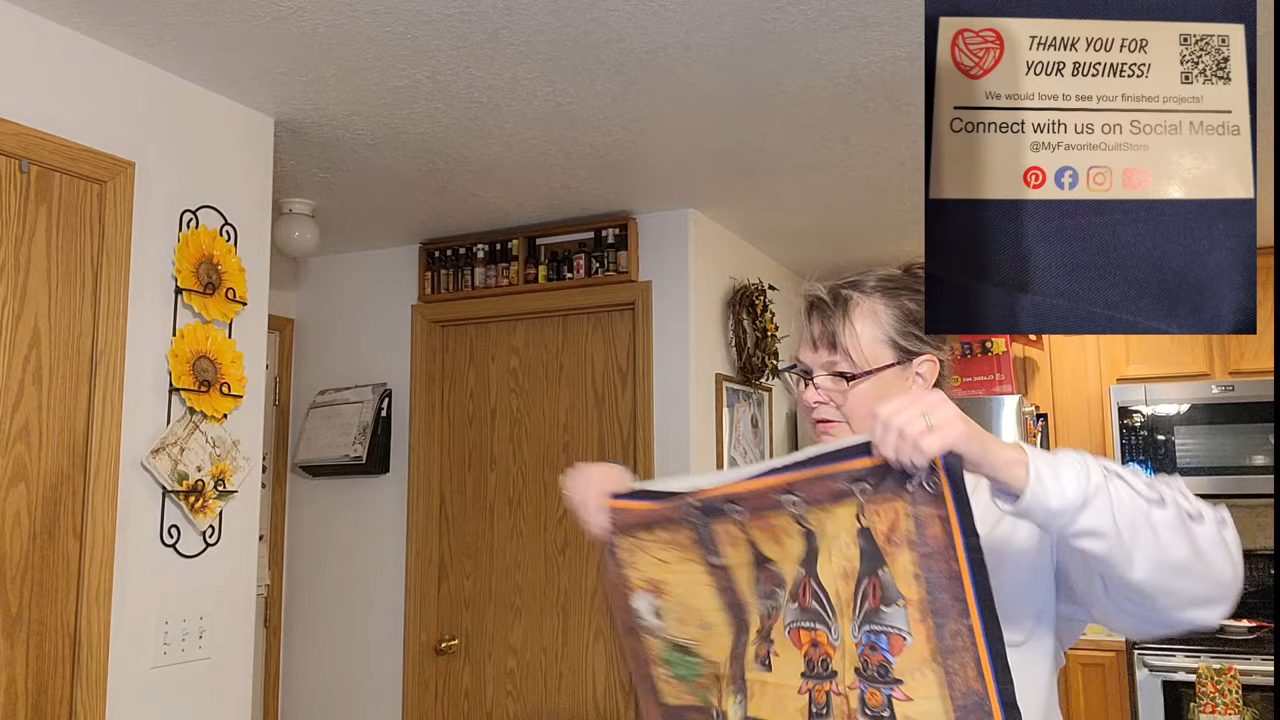 THANK YOU FOR
YOUR BUSINESS!
We would love to see your finished projects!
Connect with us on Social Media
@MyFavoriteQuiltStore